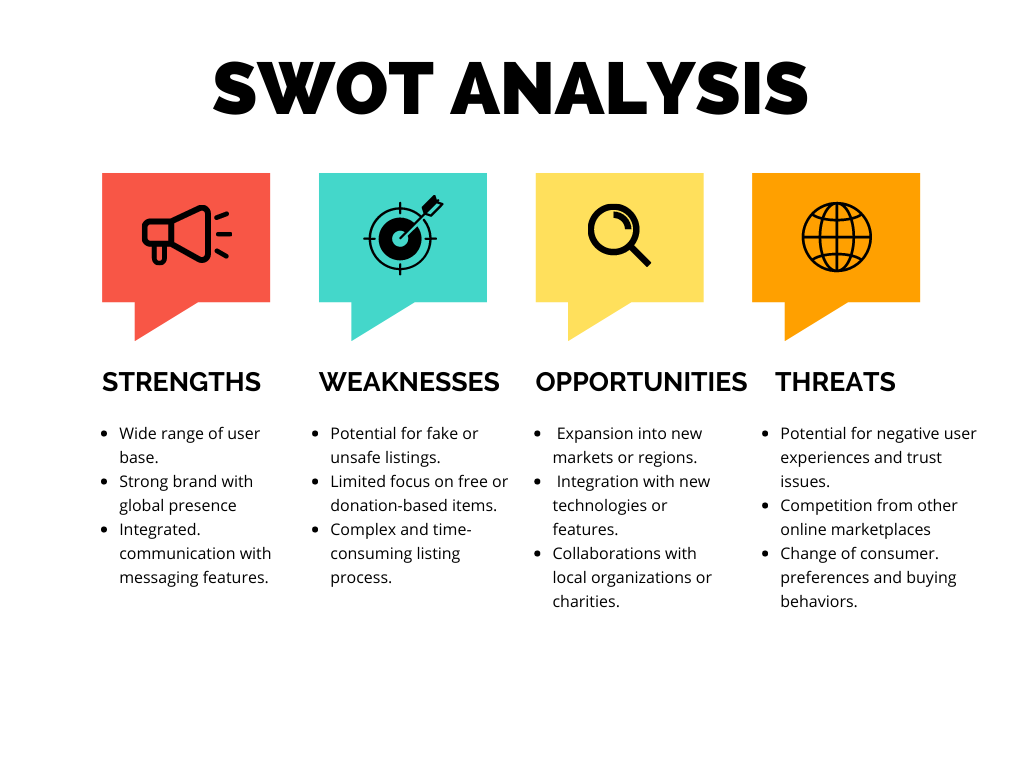 SWOT ANALYSIS
STRENGTHS
• Wide range of user
base.
• Strong brand with
global presence
• Integrated.
communication with
messaging features.
WEAKNESSES
• Potential for fake or
unsafe listings.
• Limited focus on free or
donation-based items.
• Complex and time-
consuming listing
process.
OPPORTUNITIES
• Expansion into new
markets or regions.
• Integration with new
technologies or
features.
• Collaborations with
local organizations or
charities.
THREATS
• Potential for negative user
experiences and trust
issues.
• Competition from other
online marketplaces
• Change of consumer.
preferences and buying
behaviors.